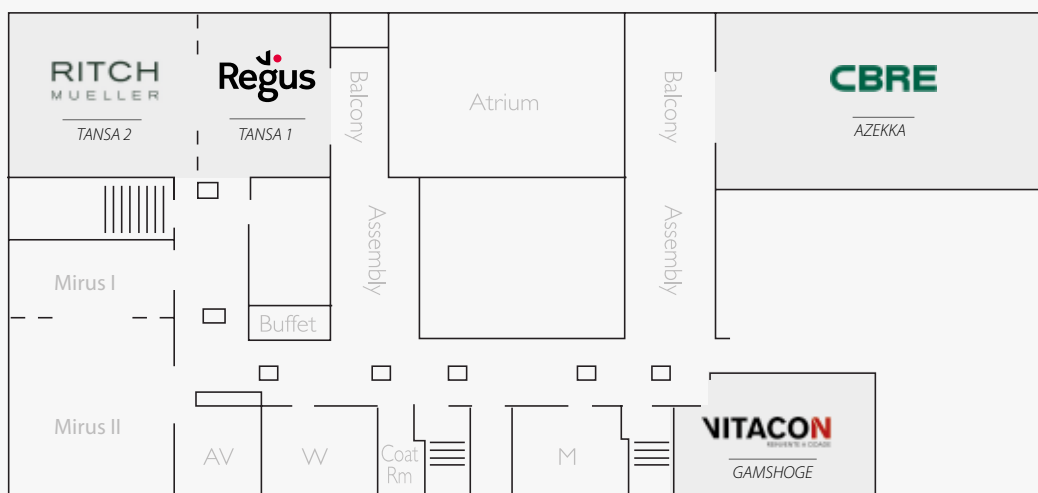 RITCH
MUELLER
TANSA 2
Regus
TANSA 1
Balcony
Atrium
Balcony
CBRE
AZEKKA
Assembly
Assembly
Mirus I
Buffet
Mirus II
AV
W
Coat
Rm
M
VITACON
GAMSHOGE